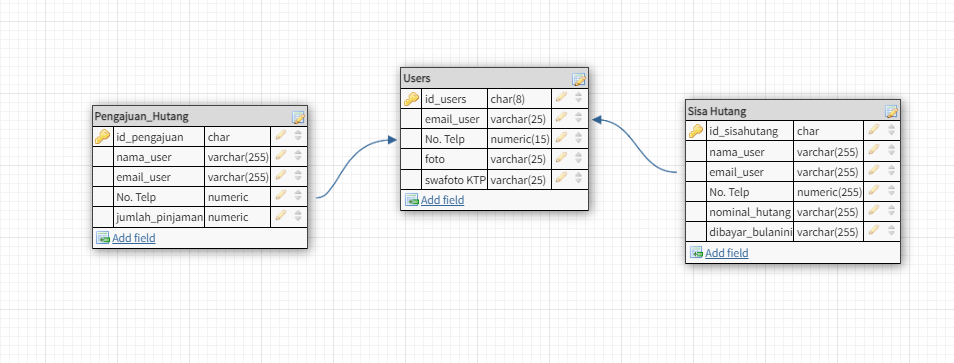 Pengajuan_Hutang
id_pengajuan char
nama_user varchar(255)
email_user varchar(255)
No. Telp numeric
jumlah_pinjaman numeric
Add field
Users
id_users char(8)
email_user varchar(25)
No. Telp numeric(15)
foto varchar(25)
swafoto KTP varchar(25)
Add field
Sisa Hutang
id_sisahutang char
nama_user varchar(255)
email_user varchar(255)
No. Telp numeric(255)
nominal_hutang varchar(255)
dibayar_bulanini varchar(255)
Add field